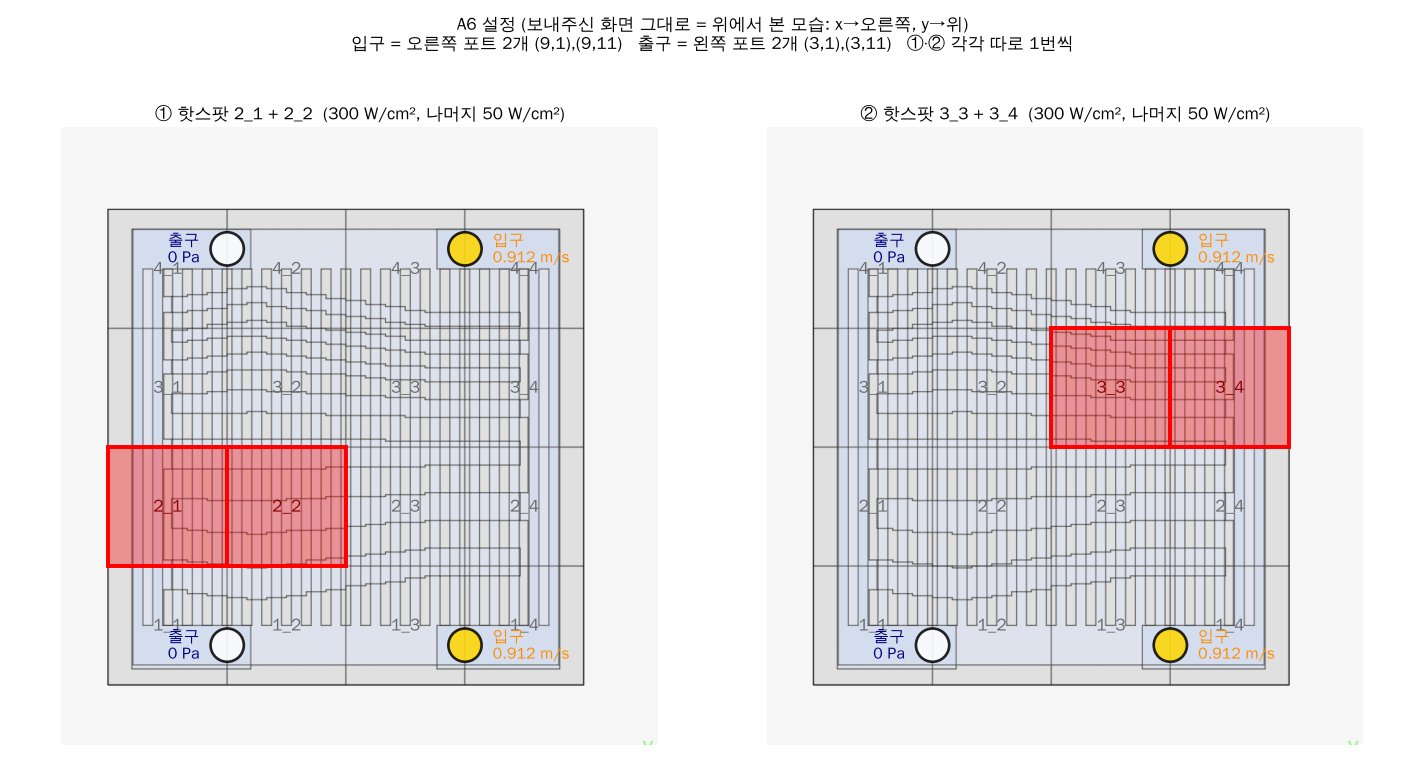 A6 설정 (보내주신 화면 그대로 = 위에서 본 모습: x→오른쪽, y→위)
입구 = 오른쪽 포트 2개 (9,1),(9,11)   출구 = 왼쪽 포트 2개 (3,1),(3,11)   ①·② 각각 따로 1번씩
① 핫스팟 2_1 + 2_2  (300 W/cm², 나머지 50 W/cm²)
출구
0 Pa
입구
0.912 m/s
4_1 4_2 4_3 4_4
3_1 3_2 3_3 3_4
2_1 2_2 2_3 2_4
1_1 1_2 1_3 1_4
출구
0 Pa
입구
0.912 m/s
Y
② 핫스팟 3_3 + 3_4  (300 W/cm², 나머지 50 W/cm²)
출구
0 Pa
입구
0.912 m/s
4_1 4_2 4_3 4_4
3_1 3_2 3_3 3_4
2_1 2_2 2_3 2_4
1_1 1_2 1_3 1_4
출구
0 Pa
입구
0.912 m/s
Y